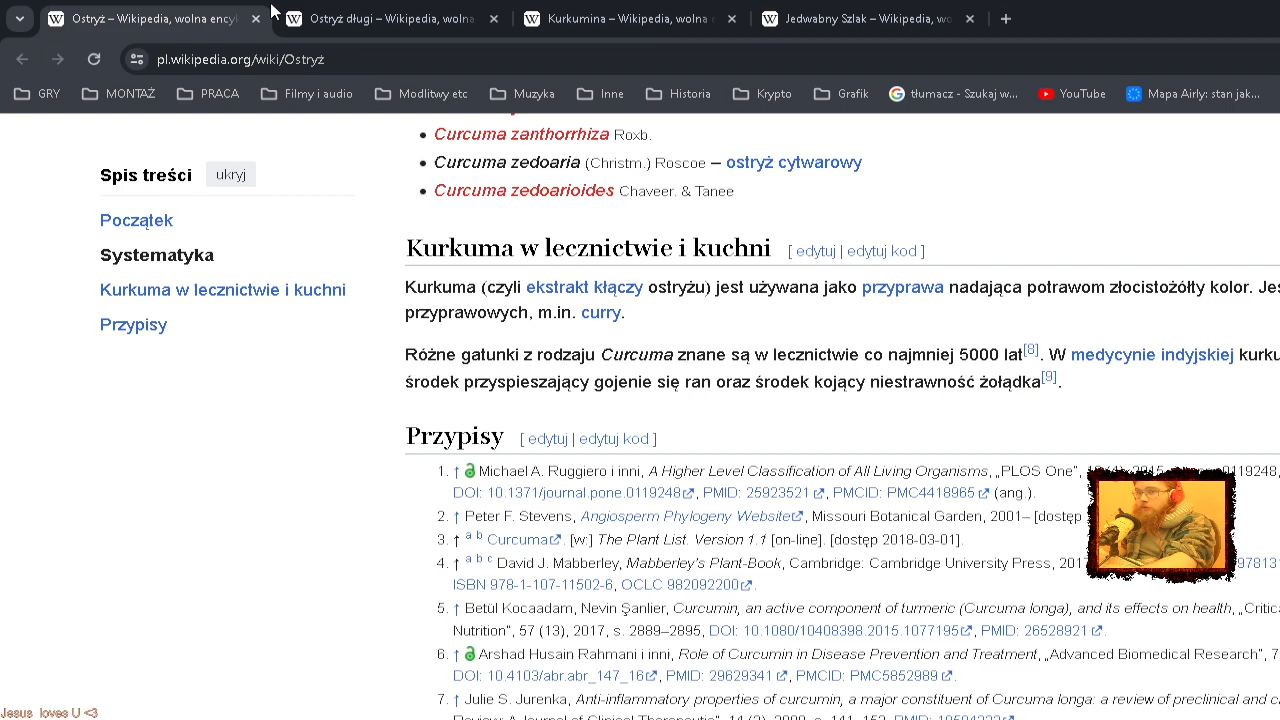 Ostryż – Wikipedia, wolna ency
Ostryż długi – Wikipedia, wolna
Kurkumina – Wikipedia, wolna
Jedwabny Szlak – Wikipedia, wo
pl.wikipedia.org/wiki/Ostryż
GRY
MONTAŻ
PRACA
Filmy i audio
Modlitwy etc
Muzyka
Inne
Historia
Krypto
Grafik
tłumacz - Szukaj w...
YouTube
Mapa Airly: stan jak...
Spis treści ukryj
Początek
Systematyka
Kurkuma w lecznictwie i kuchni
Przypisy
Curcuma zanthorrhiza Roxb.
Curcuma zedoaria (Christm.) Roscoe – ostryż cytwarowy
Curcuma zedoarioides Chaveer. & Tanee
Kurkuma w lecznictwie i kuchni [ edytuj | edytuj kod ]
Kurkuma (czyli ekstrakt kłączy ostryżu) jest używana jako przyprawa nadająca potrawom złocistożółty kolor.
przyprawowych, m.in. curry.
Różne gatunki z rodzaju Curcuma znane są w lecznictwie co najmniej 5000 lat[8]. W medycynie indyjskiej
środek przyspieszający gojenie się ran oraz środek kojący niestrawność żołądka[9].
Przypisy [ edytuj | edytuj kod ]
1. ↑ Michael A. Ruggiero i inni, A Higher Level Classification of All Living Organisms, „PLOS One”,
DOI: 10.1371/journal.pone.0119248, PMID: 25923521, PMCID: PMC4418965 (ang.).
2. ↑ Peter F. Stevens, Angiosperm Phylogeny Website, Missouri Botanical Garden, 2001– [dostęp
3. ↑ a b Curcuma. [w:] The Plant List. Version 1.1 [on-line]. [dostęp 2018-03-01].
4. ↑ a b c David J. Mabberley, Mabberley's Plant-Book, Cambridge: Cambridge University Press,
ISBN 978-1-107-11502-6, OCLC 982092200.
5. ↑ Betül Kocaadam, Nevin Şanlier, Curcumin, an active component of turmeric (Curcuma longa), and its effects on health,
Nutrition”, 57 (13), 2017, s. 2889–2895, DOI: 10.1080/10408398.2015.1077195, PMID: 26528921.
6. ↑ Arshad Husain Rahmani i inni, Role of Curcumin in Disease Prevention and Treatment, „Advanced Biomedical Research”, 7
DOI: 10.4103/abr.abr_147_16, PMID: 29629341, PMCID: PMC5852989.
7. ↑ Julie S. Jurenka, Anti-inflammatory properties of curcumin, a major constituent of Curcuma longa: a review of preclinical and
Jesus loves U <3